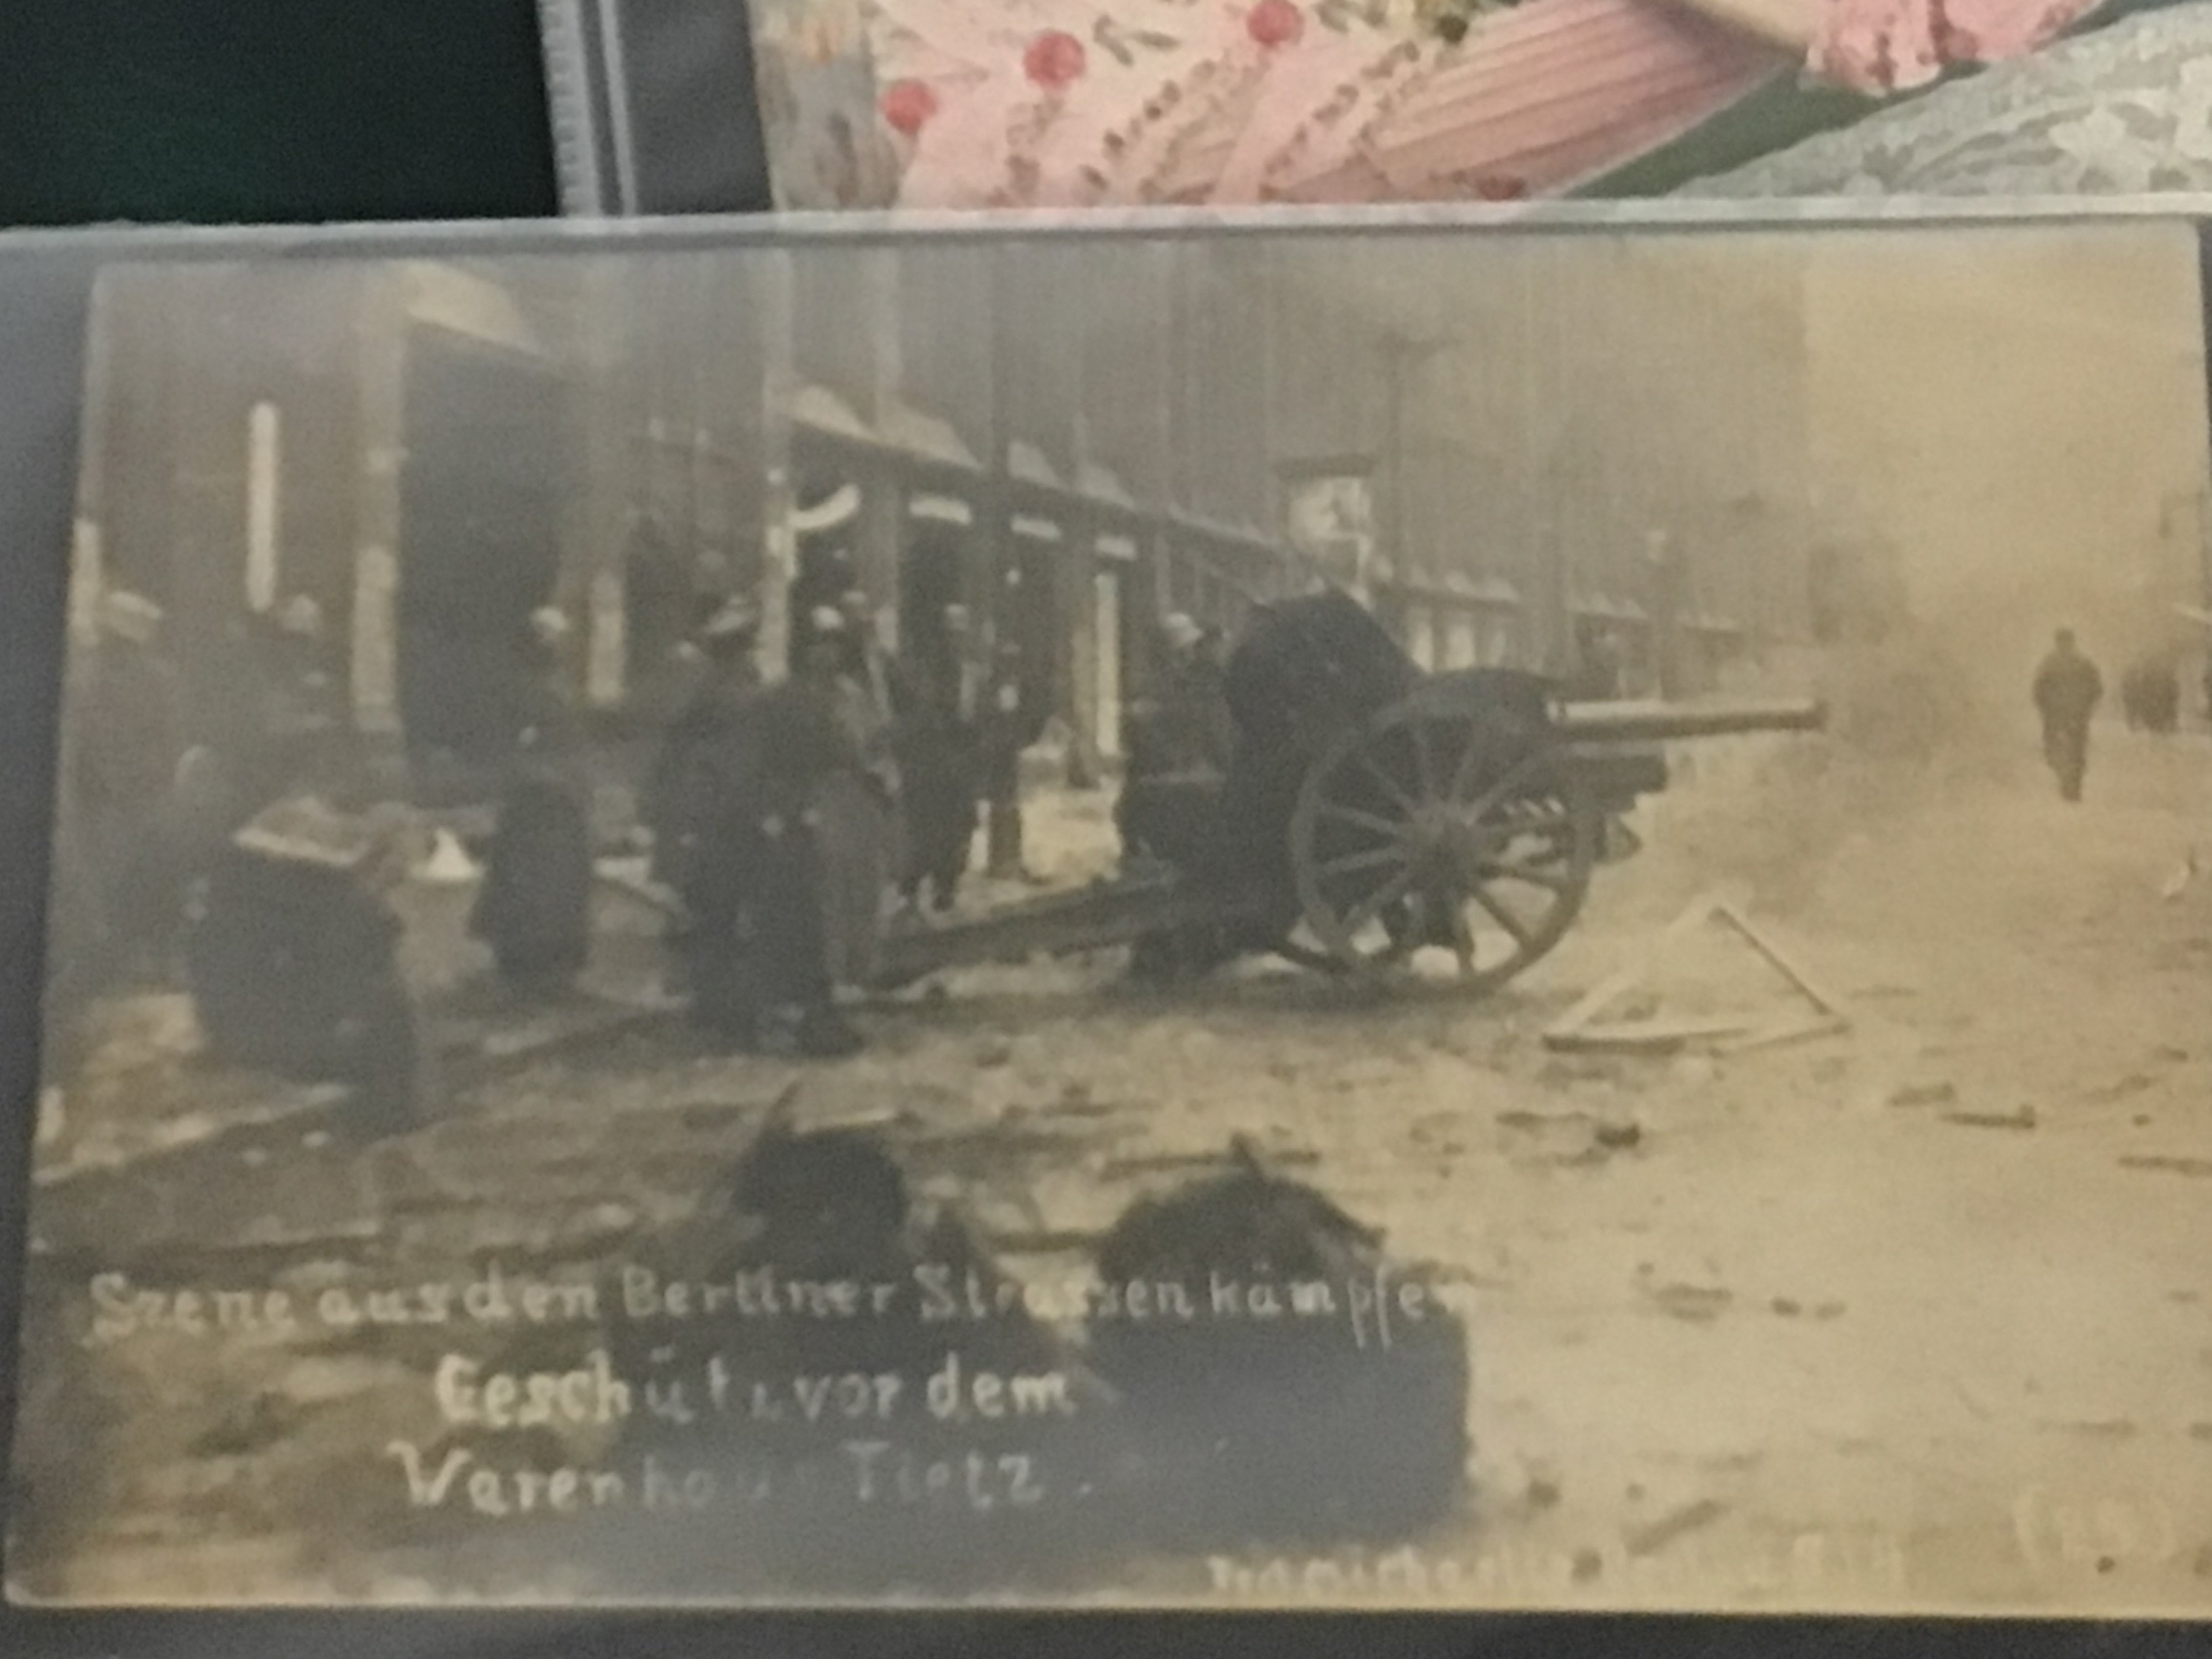 Szene aus den Berliner Strassenkämpfen
Geschütz vor dem
Warenhaus Tietz.